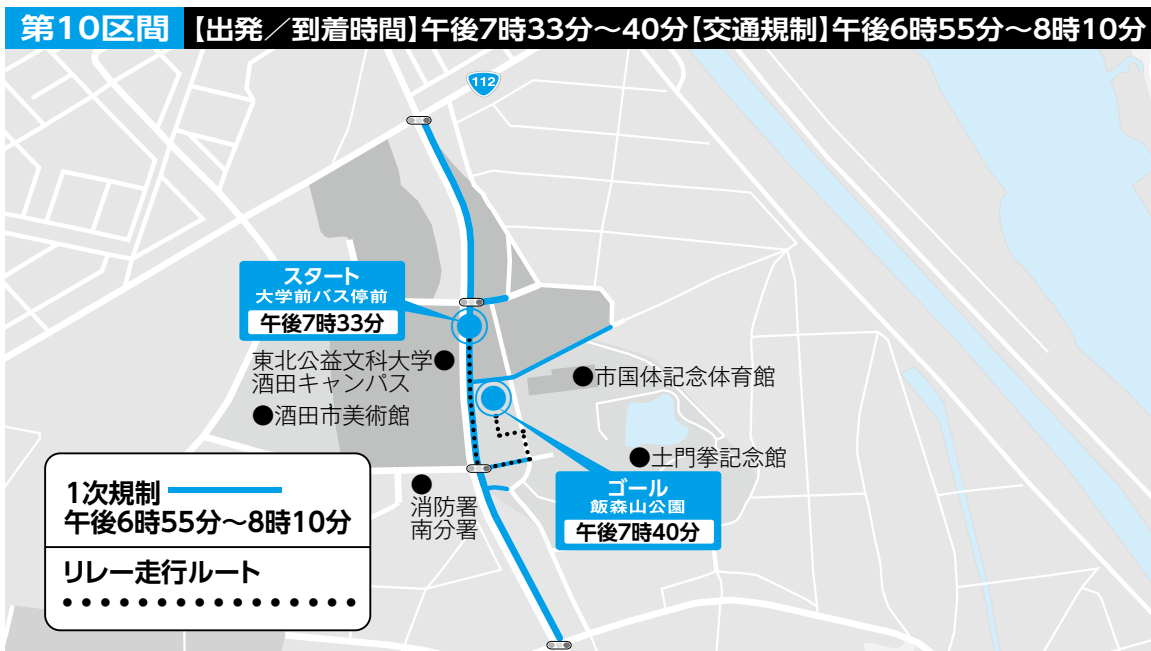 第10区間 【出発／到着時間】午後7時33分～40分【交通規制】午後6時55分～8時10分
112
スタート
大学前バス停前
午後7時33分
東北公益文科大学●
酒田キャンパス
●酒田市美術館
●市国体記念体育館
●土門拳記念館
消防署
南分署
ゴール
飯森山公園
午後7時40分
1次規制
午後6時55分～8時10分
リレー走行ルート